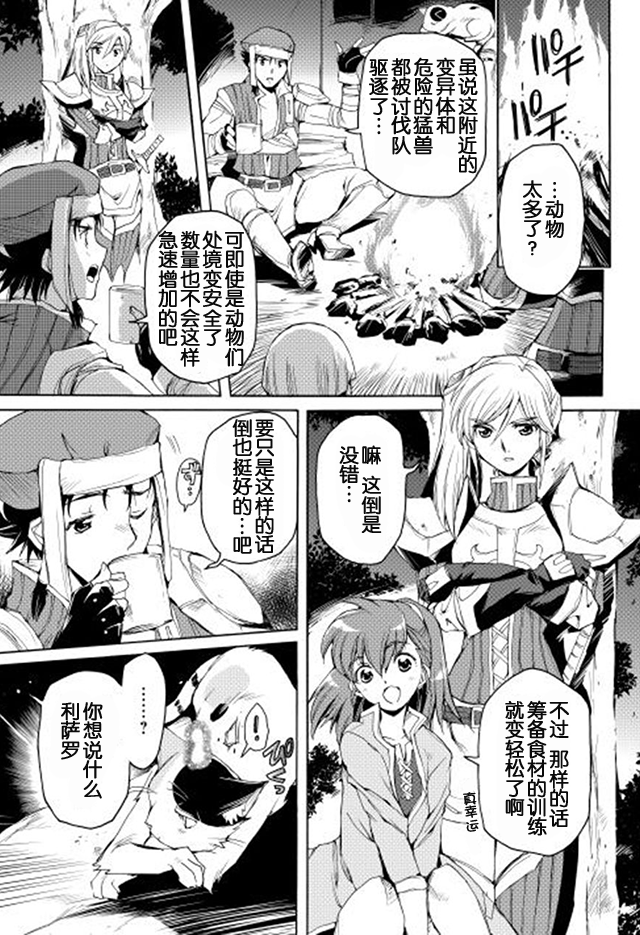 パチ
パチ
…动物
太多了?
虽说这附近的
变异体和
危险的猛兽
都被讨伐队
驱逐了…
可即使是动物们
处境变安全了
数量也不会这样
急速增加的吧
嘛 这倒是
没错…
不过 那样的话
筹备食材的训练
就变轻松了啊
真幸运
要只是这样的话
倒也挺好的…吧
……?
你想说什么
利萨罗